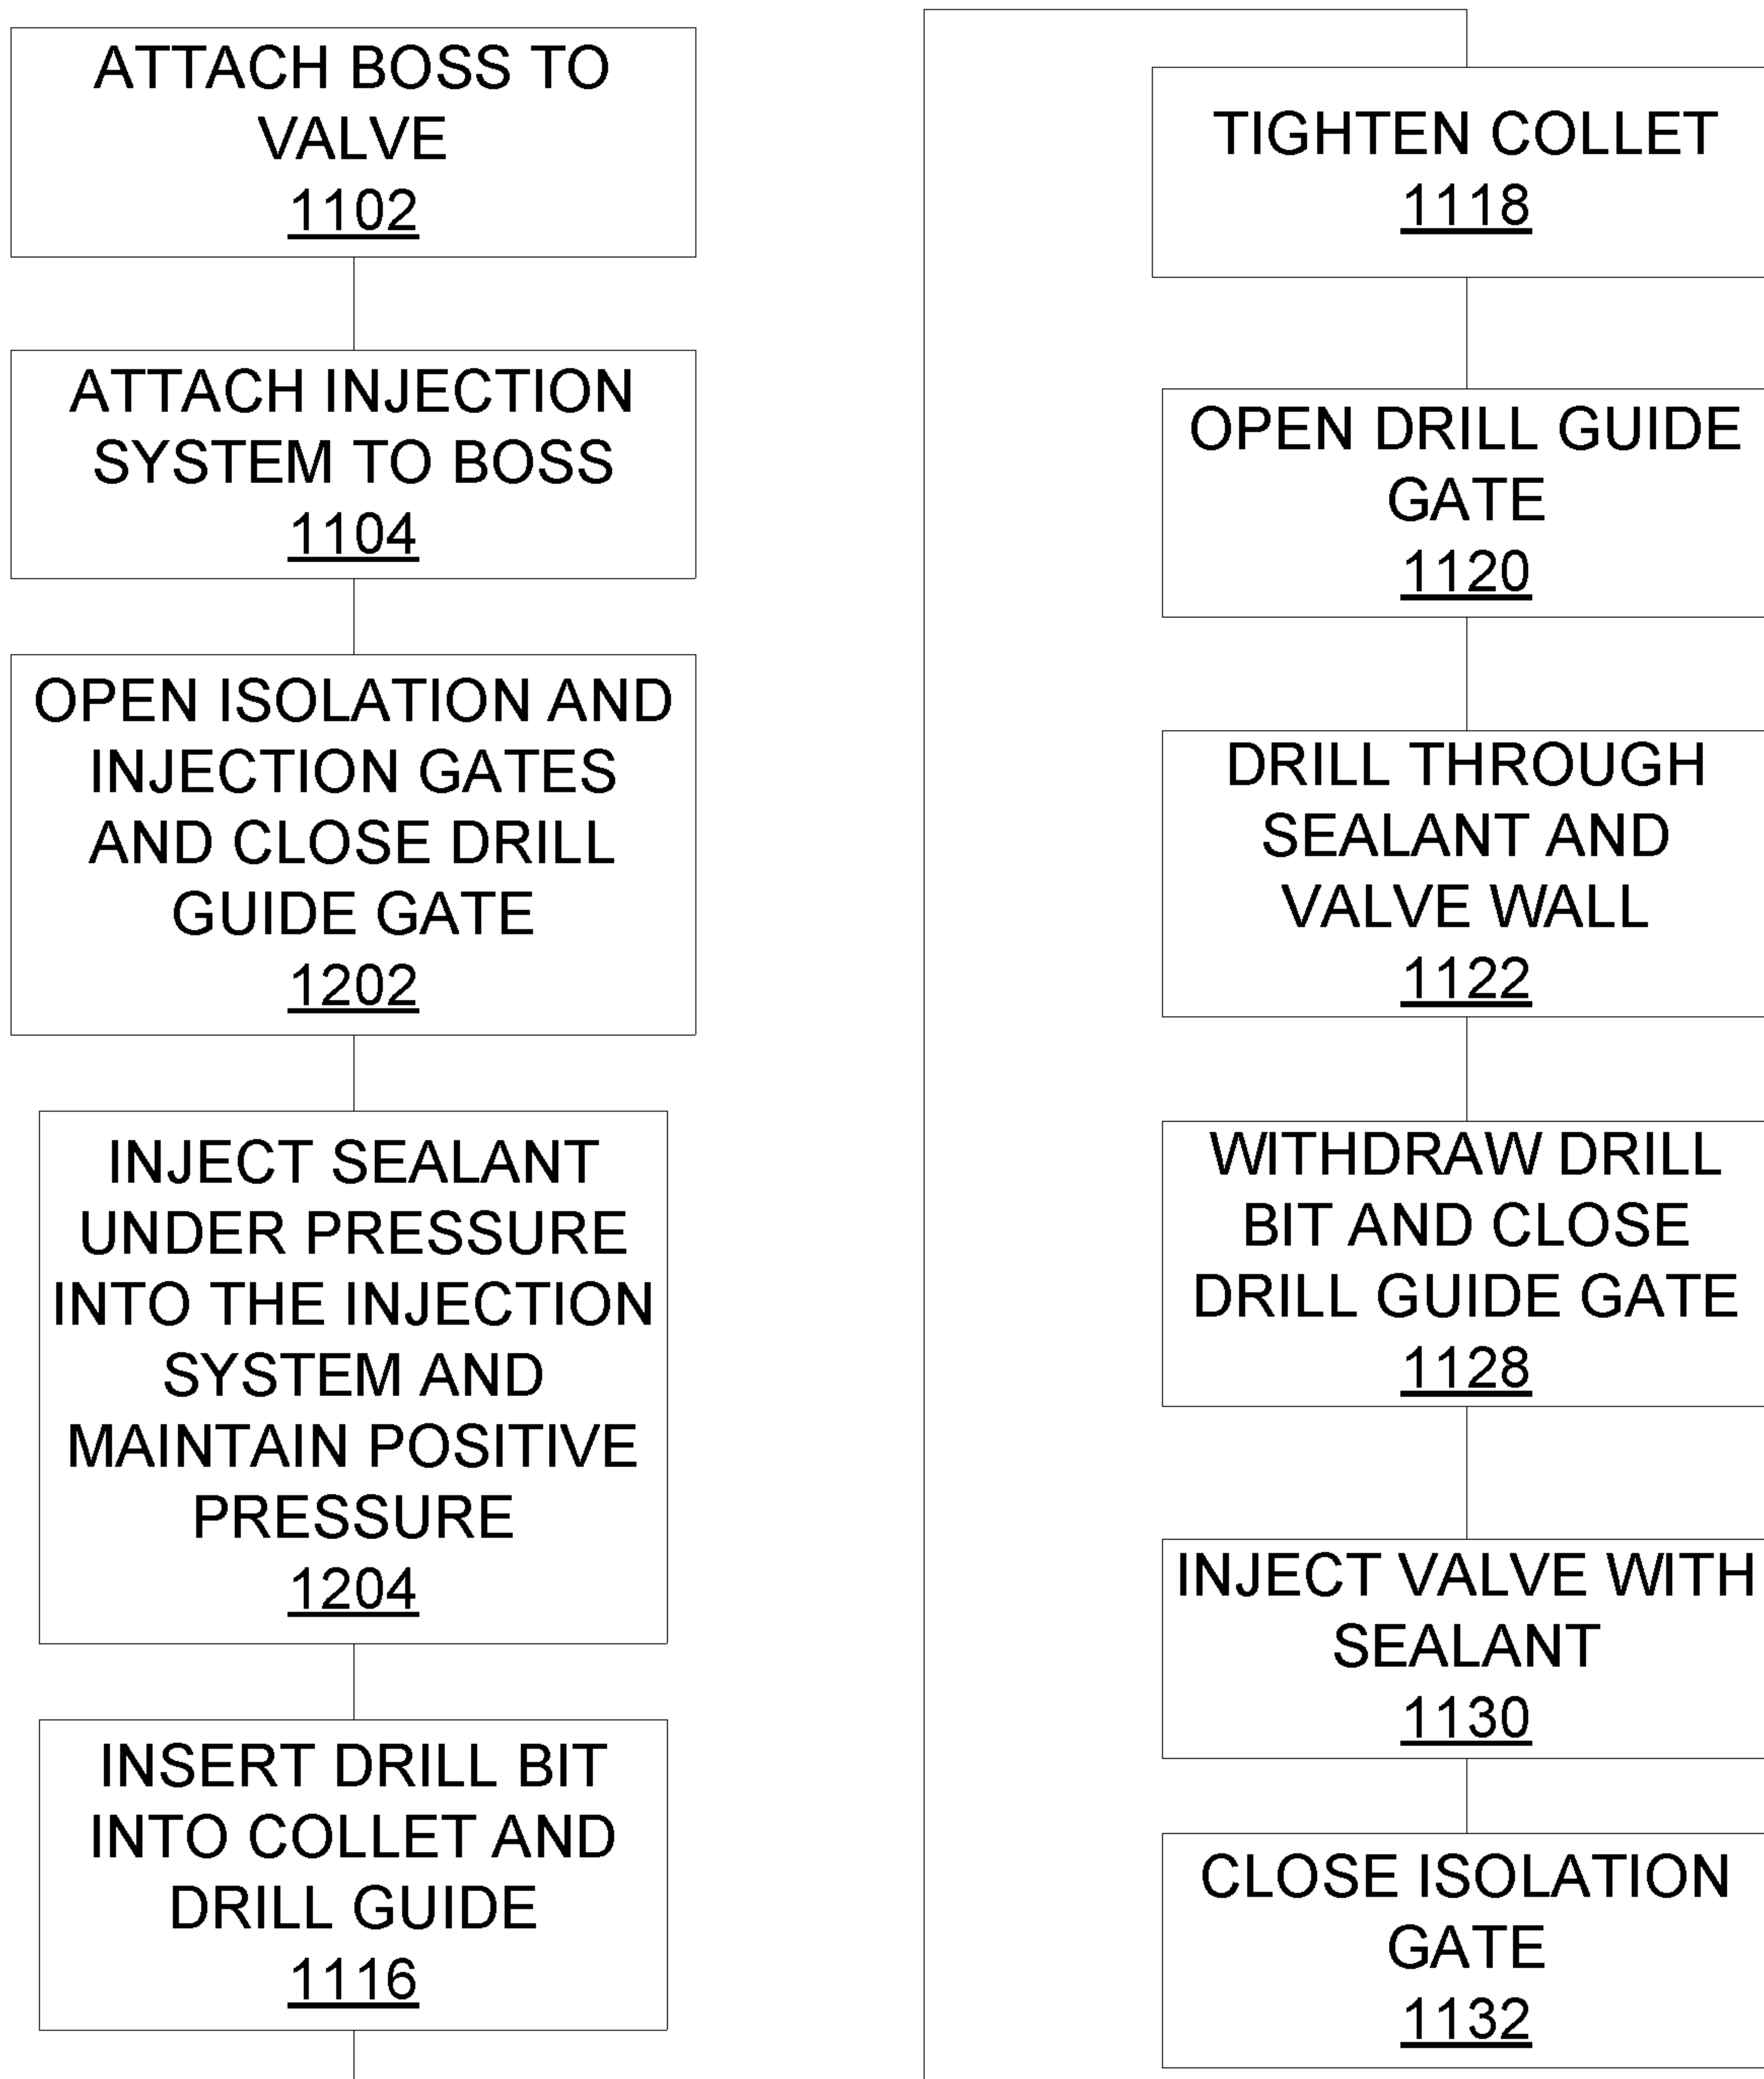 ATTACH BOSS TO
VALVE
1102
ATTACH INJECTION
SYSTEM TO BOSS
1104
OPEN ISOLATION AND
INJECTION GATES
AND CLOSE DRILL
GUIDE GATE
1202
INJECT SEALANT
UNDER PRESSURE
INTO THE INJECTION
SYSTEM AND
MAINTAIN POSITIVE
PRESSURE
1204
INSERT DRILL BIT
INTO COLLET AND
DRILL GUIDE
1116
TIGHTEN COLLET
1118
OPEN DRILL GUIDE
GATE
1120
DRILL THROUGH
SEALANT AND
VALVE WALL
1122
WITHDRAW DRILL
BIT AND CLOSE
DRILL GUIDE GATE
1128
INJECT VALVE WITH
SEALANT
1130
CLOSE ISOLATION
GATE
1132